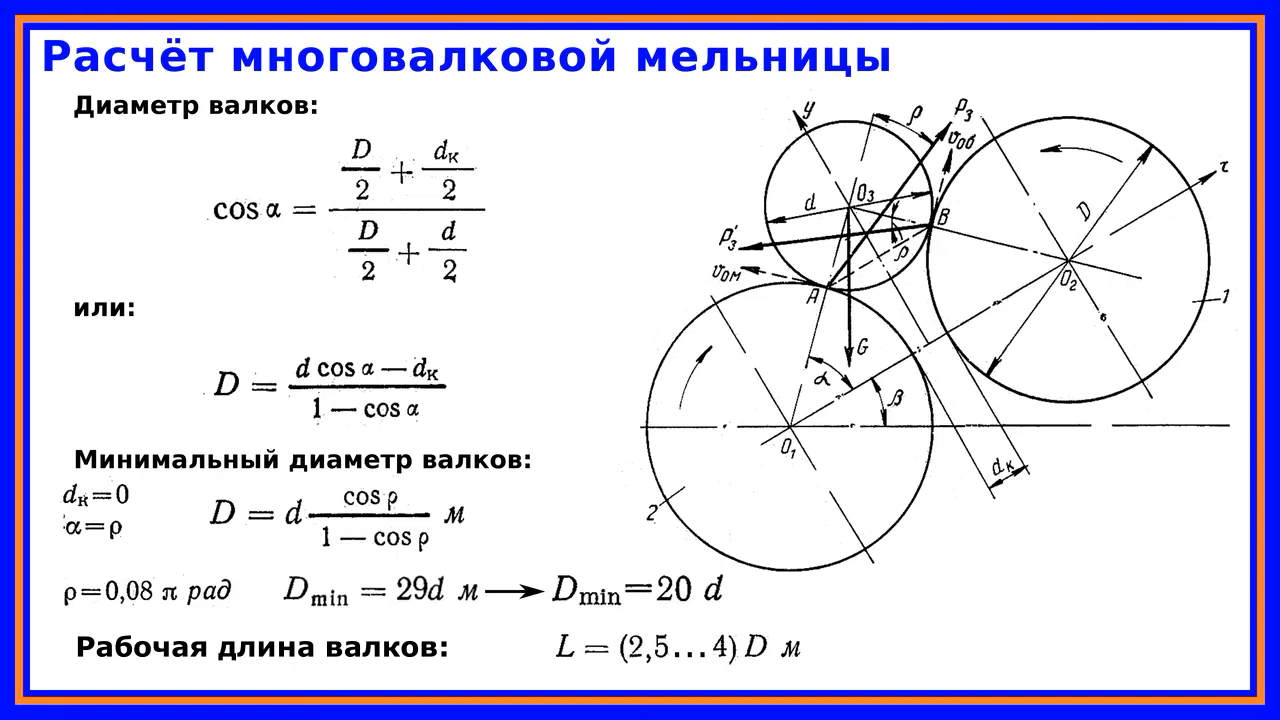 Расчёт многовалковой мельницы
Диаметр валков:
cos α = (D/2 + dк/2) / (D/2 + d/2)
или:
D = (d cos α — dк) / (1 — cos α)
Минимальный диаметр валков:
dк=0
α=ρ
D = d cos ρ / (1 — cos ρ) м
ρ=0,08 π рад Dmin = 29d м → Dmin=20 d
Рабочая длина валков: L = (2,5...4) D м
y
ρ
P₃
vоб
τ
d
O₃
D
B
P′₃
ρ
vом
A
O₂
1
G
α
β
O₁
dк
2